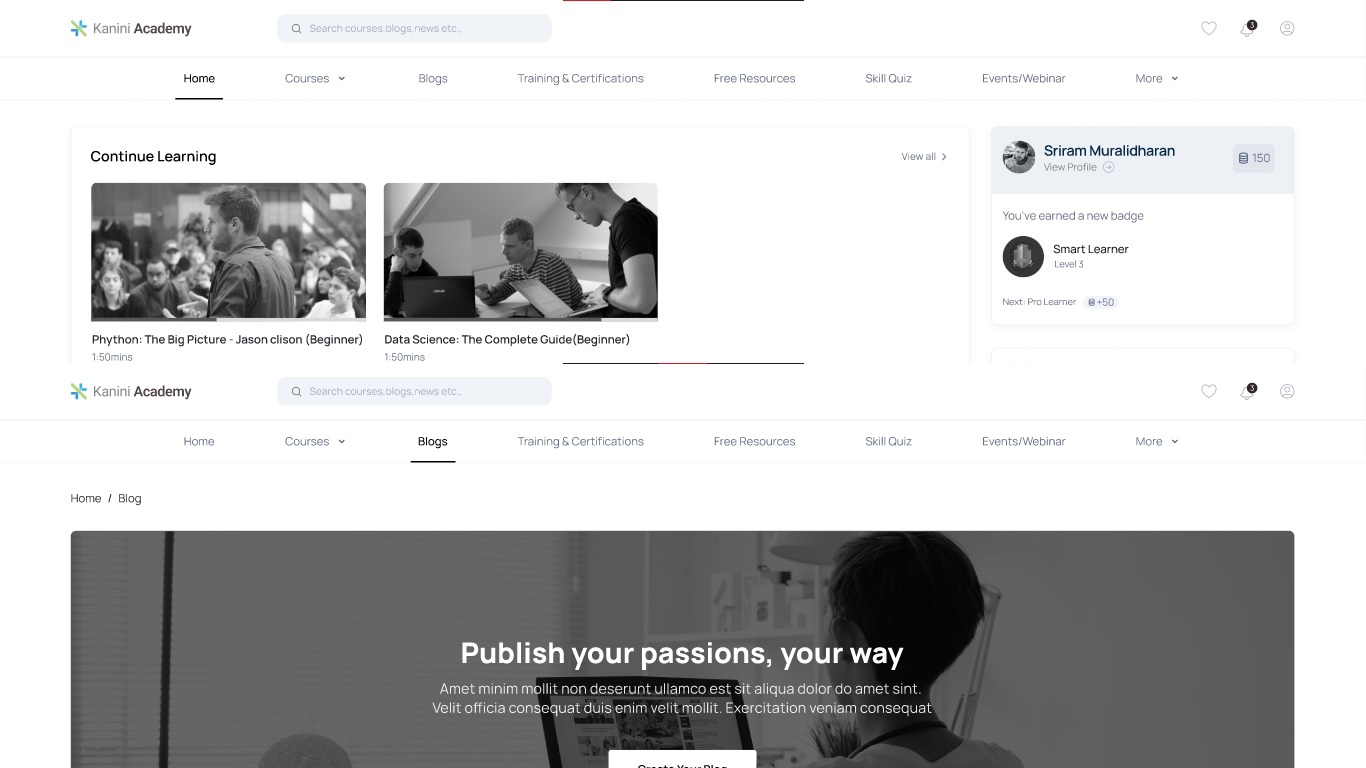 Kanini Academy
Search courses,blogs,news etc.,
3
Home
Courses
Blogs
Training & Certifications
Free Resources
Skill Quiz
Events/Webinar
More
Continue Learning
View all
Phython: The Big Picture - Jason clison (Beginner)
1:50mins
Data Science: The Complete Guide(Beginner)
1:50mins
Sriram Muralidharan
View Profile
150
You've earned a new badge
Smart Learner
Level 3
Next: Pro Learner
+50
Kanini Academy
Search courses,blogs,news etc.,
3
Home
Courses
Blogs
Training & Certifications
Free Resources
Skill Quiz
Events/Webinar
More
Home / Blog
Publish your passions, your way
Amet minim mollit non deserunt ullamco est sit aliqua dolor do amet sint.
Velit officia consequat duis enim velit mollit. Exercitation veniam consequat
Create Your Blog